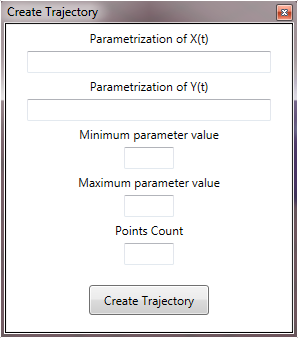 Create Trajectory
Parametrization of X(t)
Parametrization of Y(t)
Minimum parameter value
Maximum parameter value
Points Count
Create Trajectory